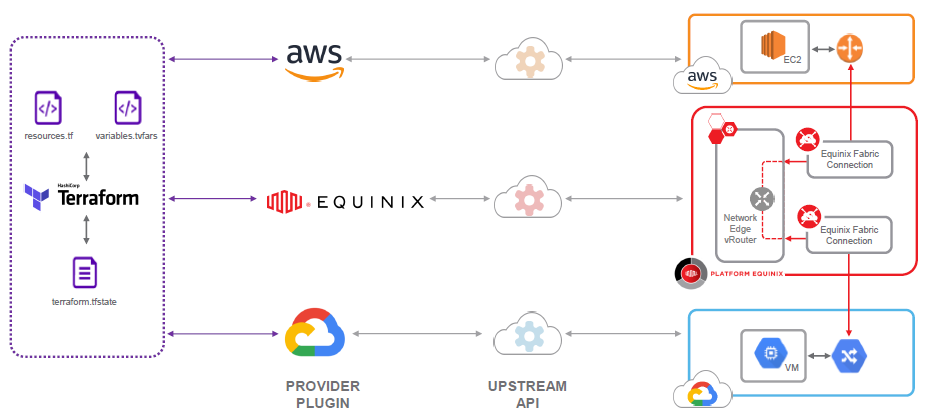 resources.tf
variables.tvfars
HashiCorp
Terraform
terraform.tfstate
aws
EQUINIX
PROVIDER
PLUGIN
UPSTREAM
API
EC2
aws
Equinix Fabric
Connection
Network
Edge
vRouter
Equinix Fabric
Connection
PLATFORM EQUINIX
VM